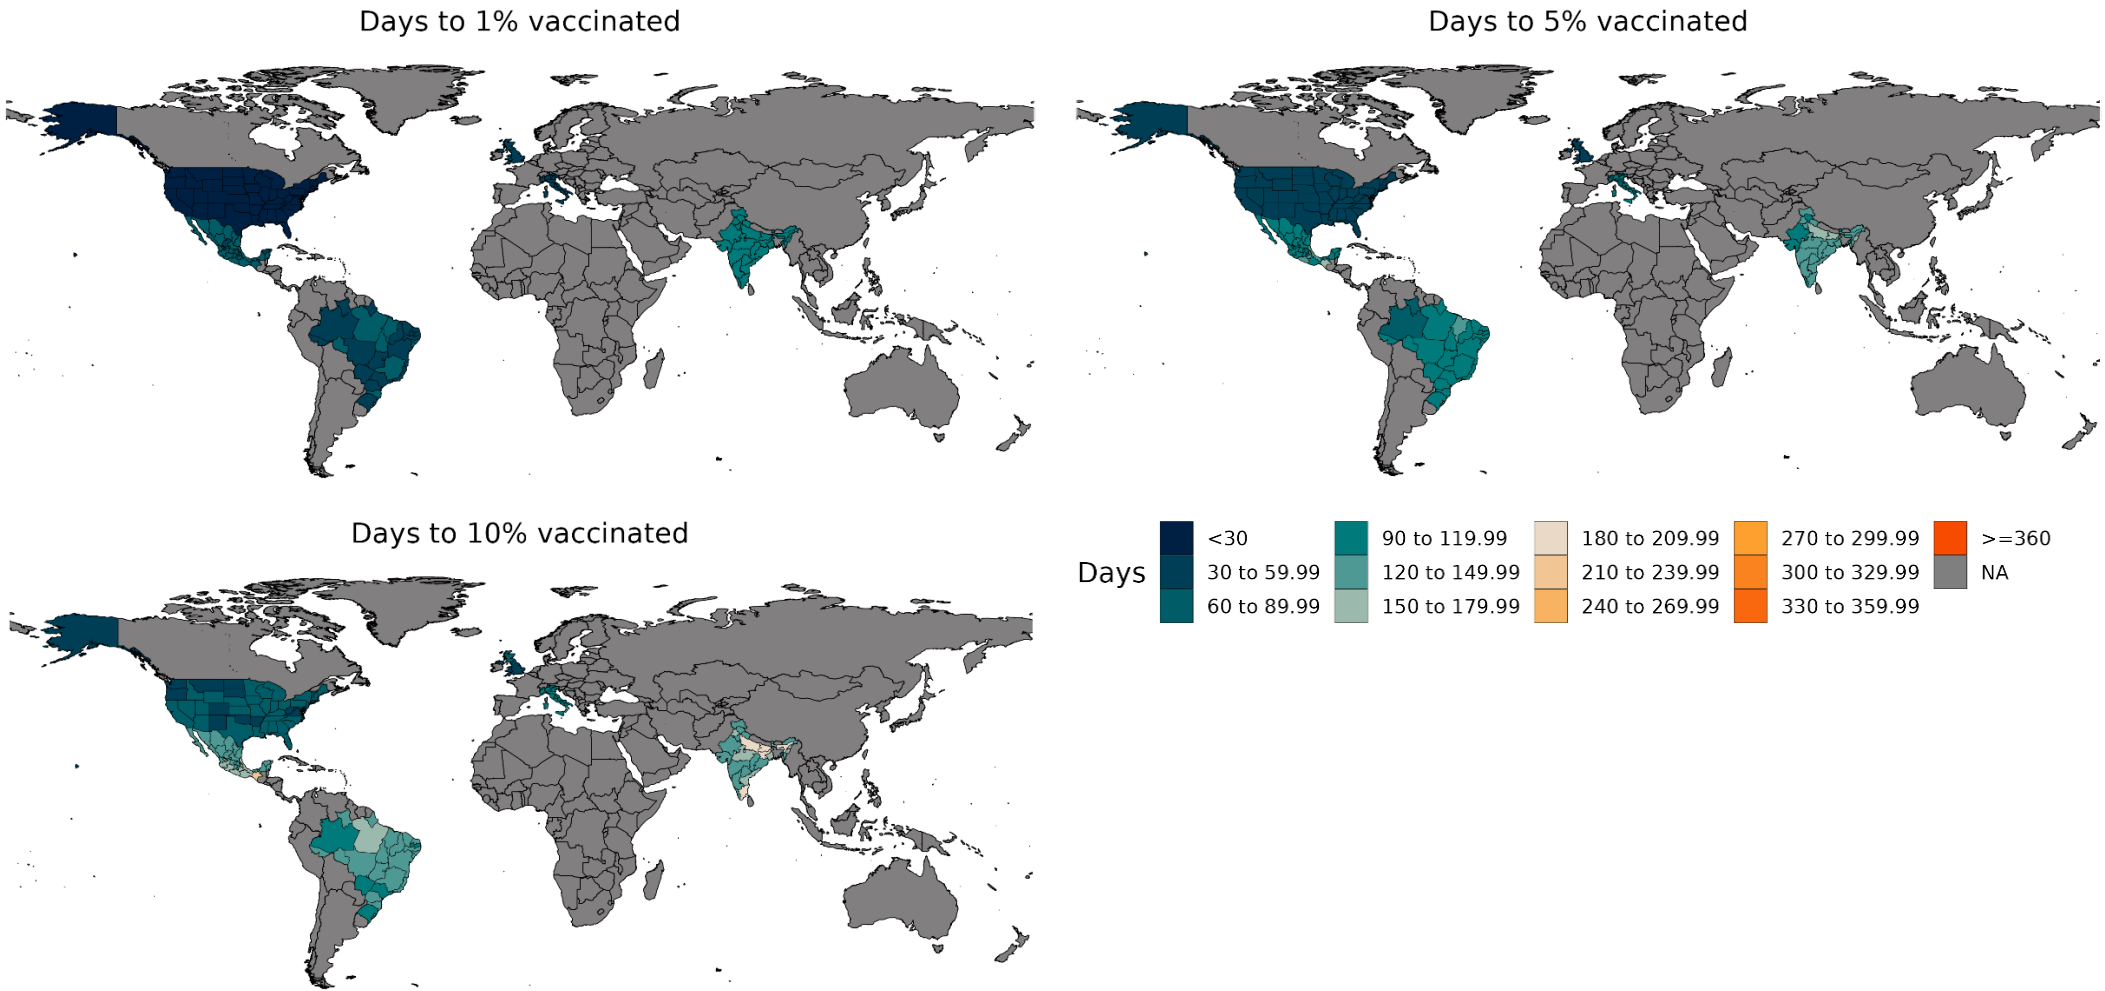 Days to 1% vaccinated
Days to 5% vaccinated
Days to 10% vaccinated
Days
<30
30 to 59.99
60 to 89.99
90 to 119.99
120 to 149.99
150 to 179.99
180 to 209.99
210 to 239.99
240 to 269.99
270 to 299.99
300 to 329.99
330 to 359.99
>=360
NA